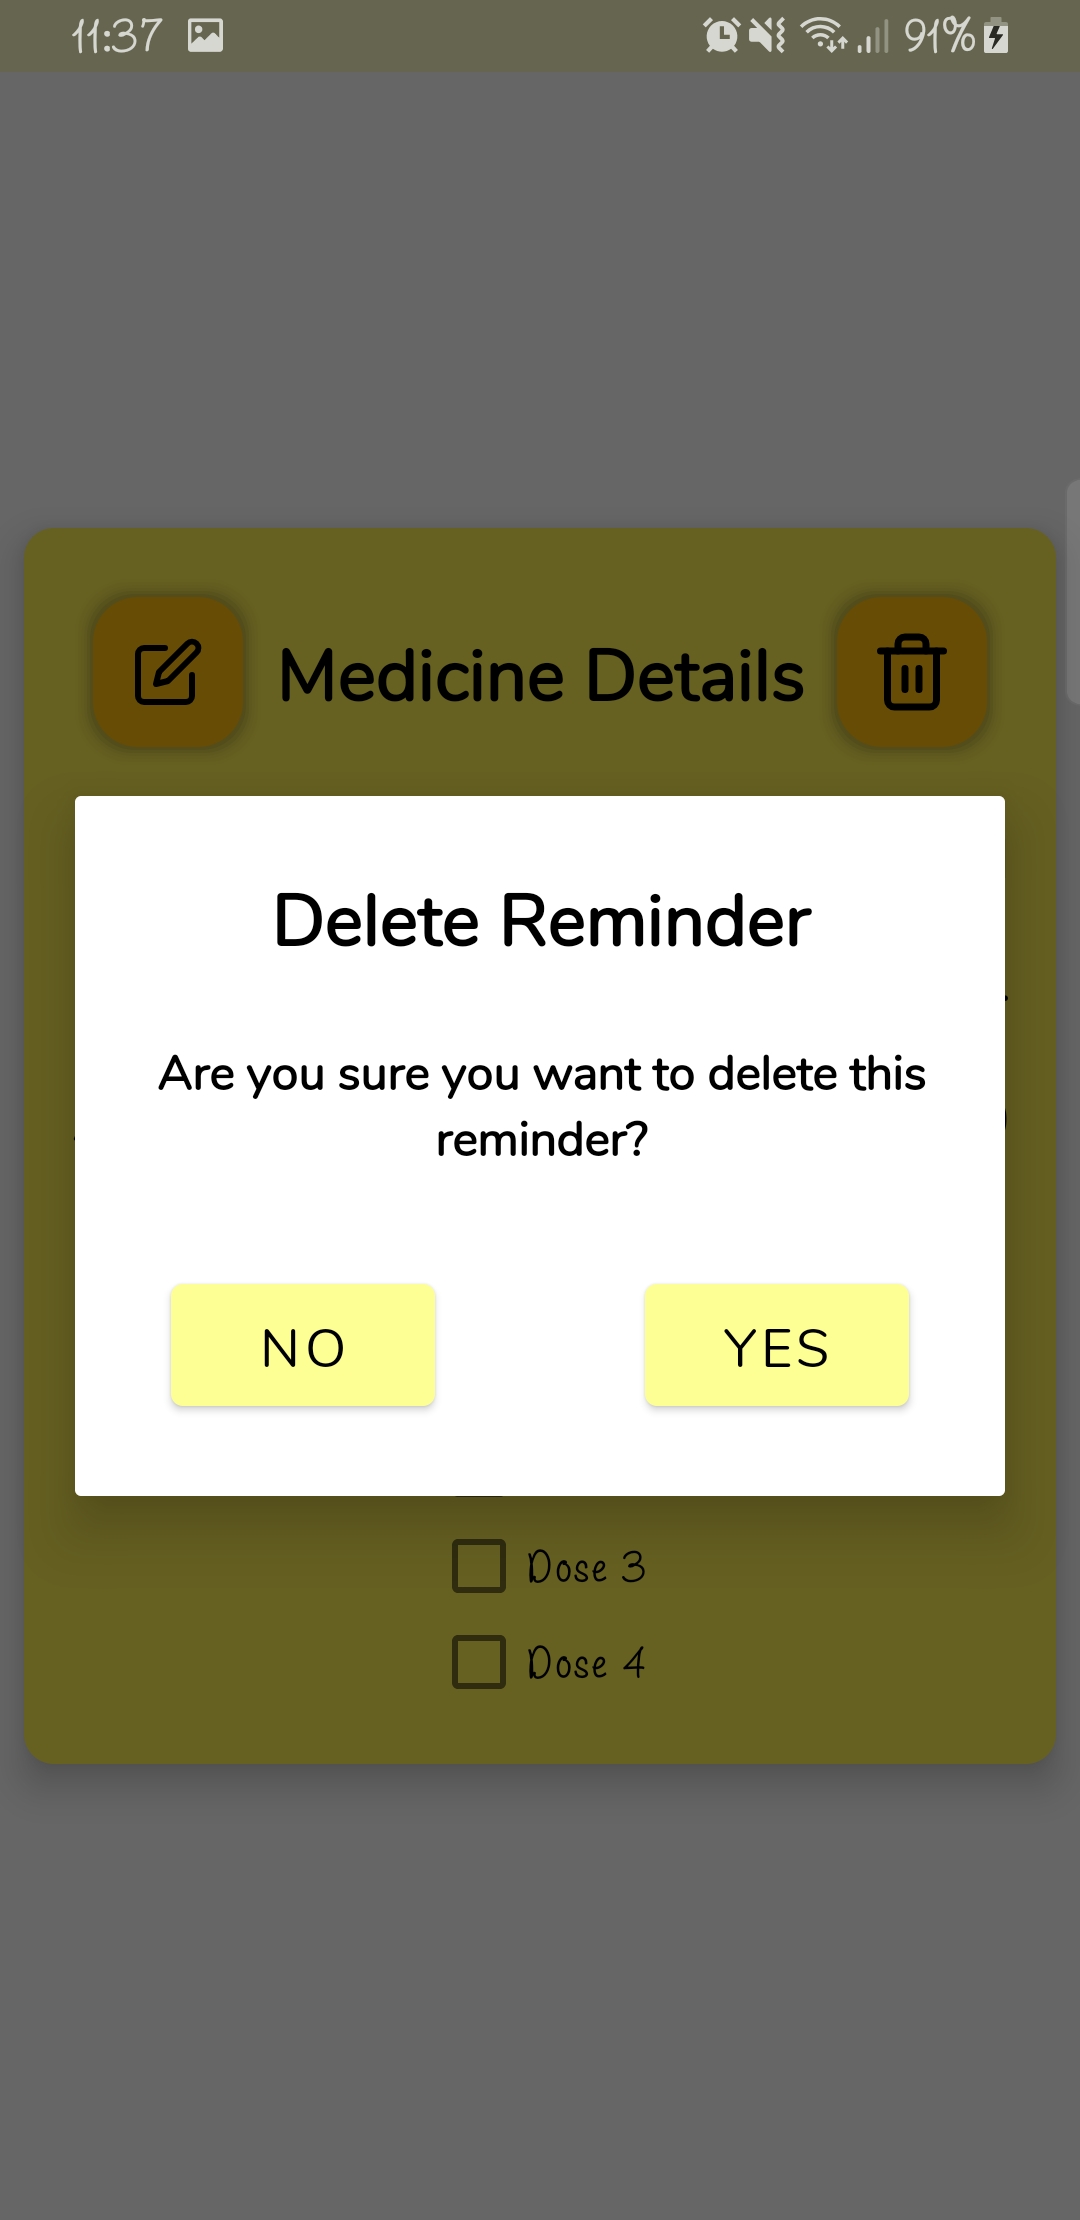 11:37 91%
Medicine Details
Delete Reminder
Are you sure you want to delete this
reminder?
NO YES
Dose 3
Dose 4